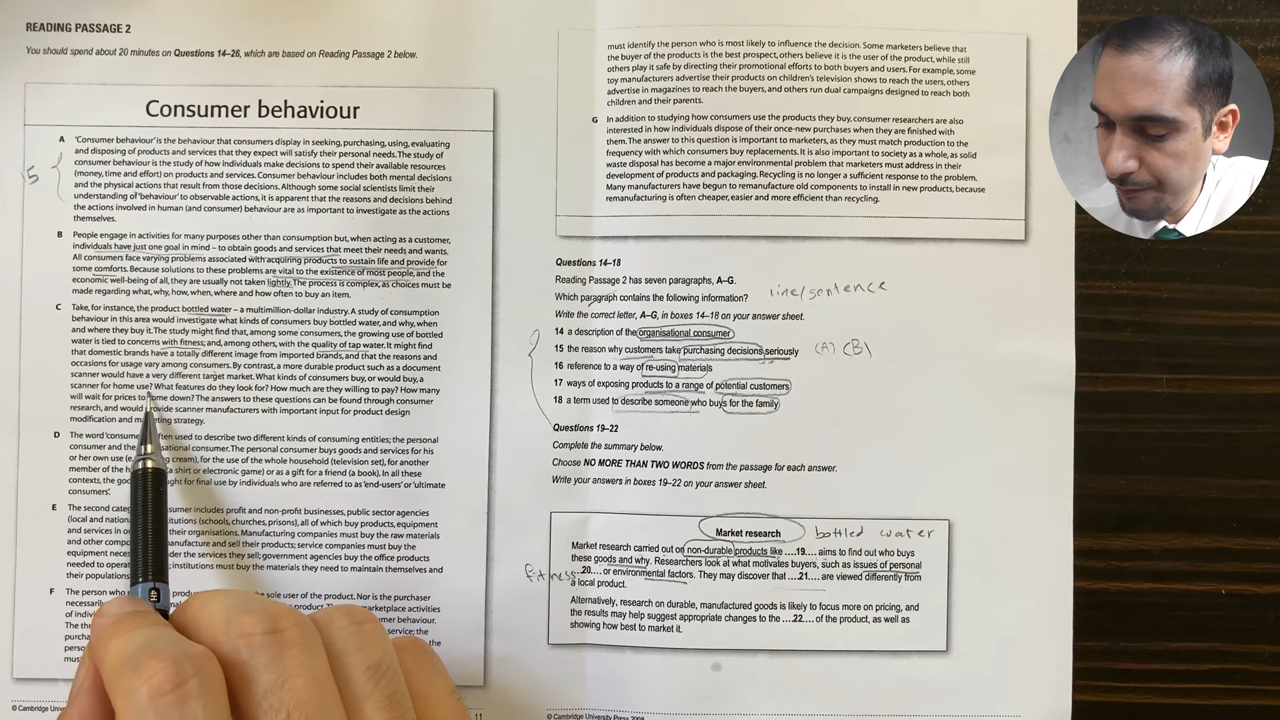 READING PASSAGE 2
You should spend about 20 minutes on Questions 14–26, which are based on Reading Passage 2 below.
Consumer behaviour
A 'Consumer behaviour' is the behaviour that consumers display in seeking, purchasing, using, evaluating
and disposing of products and services that they expect will satisfy their personal needs. The study of
consumer behaviour is the study of how individuals make decisions to spend their available resources
(money, time and effort) on products and services. Consumer behaviour includes both mental decisions
and the physical actions that result from those decisions. Although some social scientists limit their
understanding of 'behaviour' to observable actions, it is apparent that the reasons and decisions behind
the actions involved in human (and consumer) behaviour are as important to investigate as the actions
themselves.
15
B People engage in activities for many purposes other than consumption but, when acting as a customer,
individuals have just one goal in mind – to obtain goods and services that meet their needs and wants.
All consumers face varying problems associated with acquiring products to sustain life and provide for
some comforts. Because solutions to these problems are vital to the existence of most people, and the
economic well-being of all, they are usually not taken lightly. The process is complex, as choices must be
made regarding what, why, how, when, where and how often to buy an item.
C Take, for instance, the product bottled water – a multimillion-dollar industry. A study of consumption
behaviour in this area would investigate what kinds of consumers buy bottled water, and why, when
and where they buy it. The study might find that, among some consumers, the growing use of bottled
water is tied to concerns with fitness; and, among others, with the quality of tap water. It might find
that domestic brands have a totally different image from imported brands, and that the reasons and
occasions for usage vary among consumers. By contrast, a more durable product such as a document
scanner would have a very different target market. What kinds of consumers buy, or would buy, a
scanner for home use? What features do they look for? How much are they willing to pay? How many
will wait for prices to come down? The answers to these questions can be found through consumer
research, and would provide scanner manufacturers with important input for product design
modification and marketing strategy.
D The word 'consume often used to describe two different kinds of consuming entities: the personal
consumer and the sational consumer. The personal consumer buys goods and services for his
or her own use (e. g cream), for the use of the whole household (television set), for another
member of the h (a shirt or electronic game) or as a gift for a friend (a book). In all these
contexts, the goo ght for final use by individuals who are referred to as 'end-users' or 'ultimate
consumers'.
E The second cate sumer includes profit and non-profit businesses, public sector agencies
(local and nation itutions (schools, churches, prisons), all of which buy products, equipment
and services in o their organisations. Manufacturing companies must buy the raw materials
and other compo anufacture and sell their products; service companies must buy the
equipment nece der the services they sell; government agencies buy the office products
needed to opera ; institutions must buy the materials they need to maintain themselves and
their populations
F The person who produ sole user of the product. Nor is the purchaser
necessaril product. The arketplace activities
of indivi mer behaviour.
The thr service; the
purcha the
perso
mus
© Cambridge
11
must identify the person who is most likely to influence the decision. Some marketers believe that
the buyer of the products is the best prospect, others believe it is the user of the product, while still
others play it safe by directing their promotional efforts to both buyers and users. For example, some
toy manufacturers advertise their products on children's television shows to reach the users, others
advertise in magazines to reach the buyers, and others run dual campaigns designed to reach both
children and their parents.
G In addition to studying how consumers use the products they buy, consumer researchers are also
interested in how individuals dispose of their once-new purchases when they are finished with
them. The answer to this question is important to marketers, as they must match production to the
frequency with which consumers buy replacements. It is also important to society as a whole, as solid
waste disposal has become a major environmental problem that marketers must address in their
development of products and packaging. Recycling is no longer a sufficient response to the problem.
Many manufacturers have begun to remanufacture old components to install in new products, because
remanufacturing is often cheaper, easier and more efficient than recycling.
Questions 14–18
Reading Passage 2 has seven paragraphs, A–G.
Which paragraph contains the following information? line/sentence
Write the correct letter, A–G, in boxes 14–18 on your answer sheet.
14 a description of the organisational consumer
15 the reason why customers take purchasing decisions seriously (A) (B)
16 reference to a way of re-using materials
17 ways of exposing products to a range of potential customers
18 a term used to describe someone who buys for the family
Questions 19–22
Complete the summary below.
Choose NO MORE THAN TWO WORDS from the passage for each answer.
Write your answers in boxes 19–22 on your answer sheet.
Market research bottled water
Market research carried out on non-durable products like ....19.... aims to find out who buys
these goods and why. Researchers look at what motivates buyers, such as issues of personal
fitness ...20.... or environmental factors. They may discover that ....21.... are viewed differently from
a local product.
Alternatively, research on durable, manufactured goods is likely to focus more on pricing, and
the results may help suggest appropriate changes to the ....22.... of the product, as well as
showing how best to market it.
© Cambridge University Press